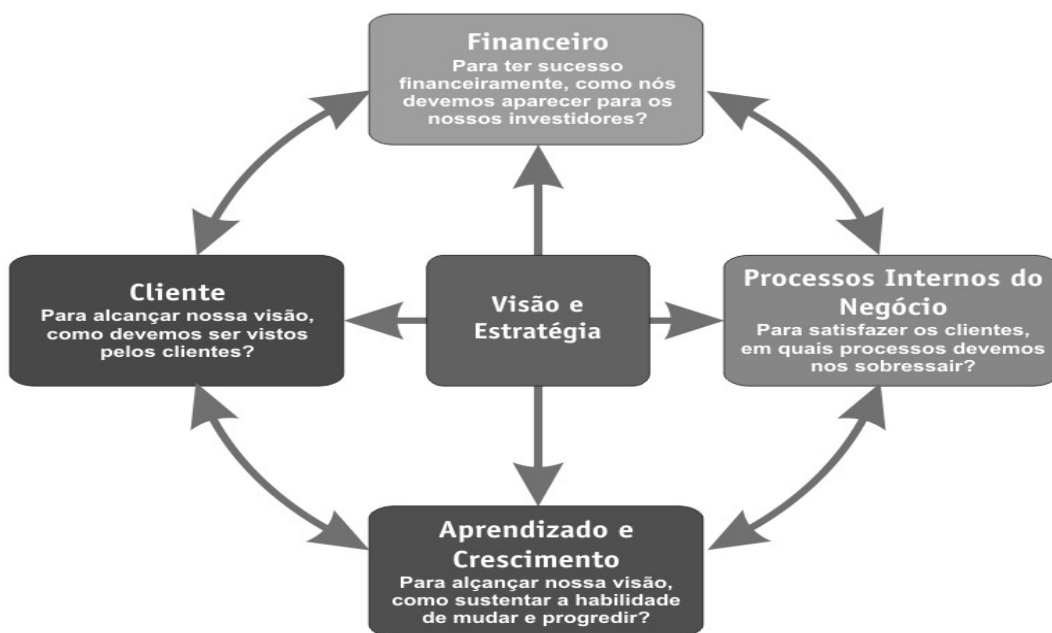 Financeiro
Para ter sucesso
financeiramente, como nós
devemos aparecer para os
nossos investidores?
Cliente
Para alcançar nossa visão,
como devemos ser vistos
pelos clientes?
Visão e
Estratégia
Processos Internos do
Negócio
Para satisfazer os clientes,
em quais processos devemos
nos sobressair?
Aprendizado e
Crescimento
Para alçançar nossa visão,
como sustentar a habilidade
de mudar e progredir?